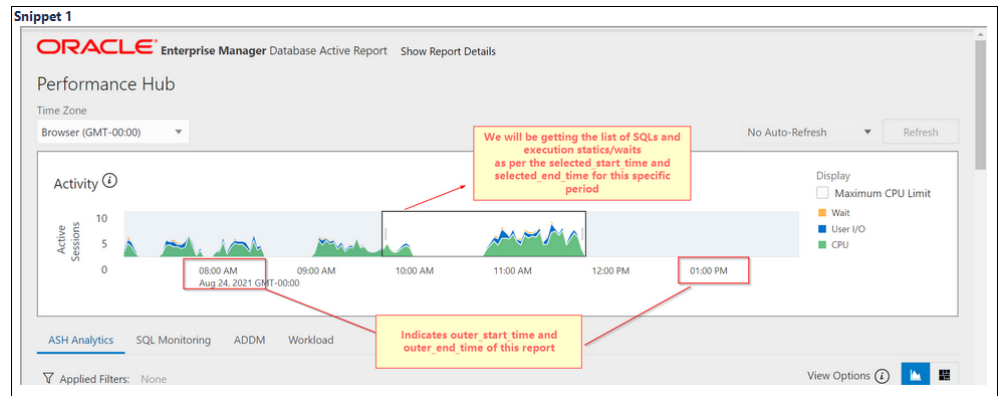 Snippet 1
ORACLE Enterprise Manager Database Active Report Show Report Details
Performance Hub
Time Zone
Browser (GMT-00:00)
No Auto-Refresh
Refresh
We will be getting the list of SQLs and
execution statics/waits
as per the selected_start_time and
selected_end_time for this specific
period
Activity
Display
Maximum CPU Limit
Wait
User I/O
CPU
Active
Sessions
10
5
0
08:00 AM
09:00 AM
10:00 AM
11:00 AM
12:00 PM
01:00 PM
Aug 24, 2021 GMT-00:00
Indicates outer_start_time and
outer_end_time of this report
ASH Analytics SQL Monitoring ADDM Workload
Applied Filters: None
View Options